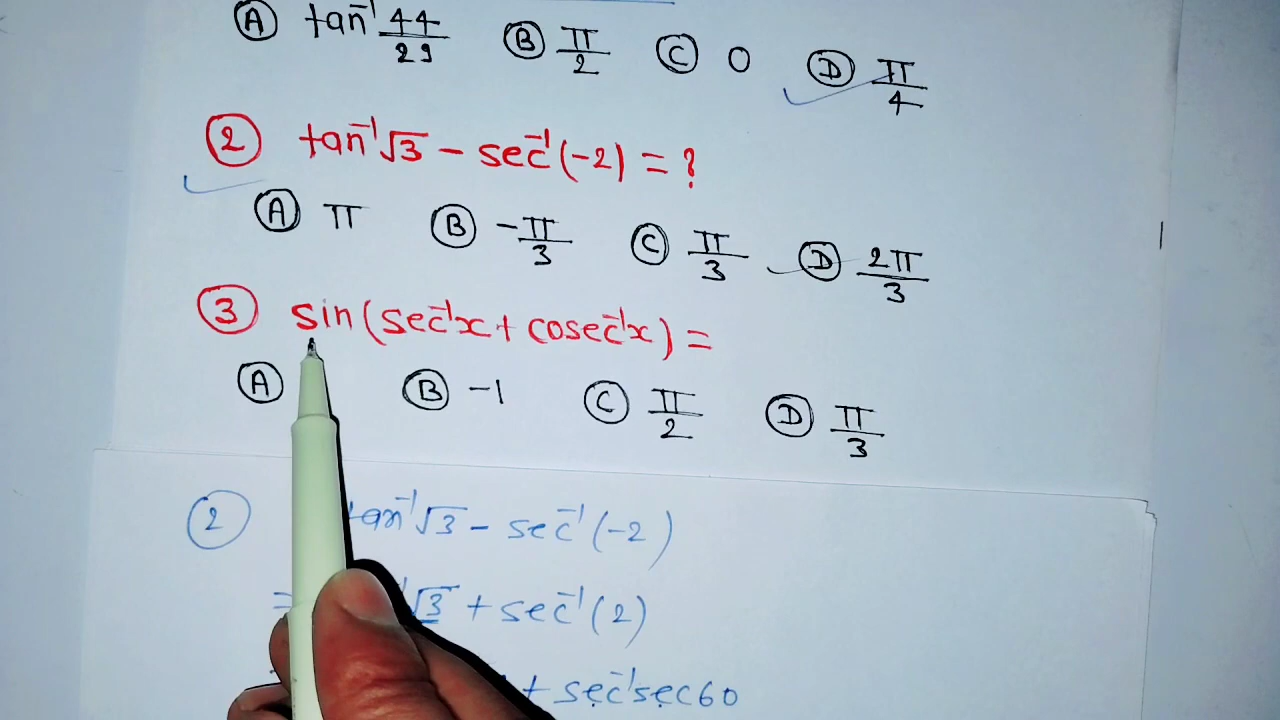 Ⓐ tan⁻¹ 44/29 Ⓑ π/2 Ⓒ 0 Ⓓ π/4
② tan⁻¹√3 − sec⁻¹(−2) = ?
Ⓐ π Ⓑ −π/3 Ⓒ π/3 Ⓓ 2π/3
③ sin(sec⁻¹x + cosec⁻¹x) =
Ⓐ Ⓑ −1 Ⓒ π/2 Ⓓ π/3
② tan⁻¹√3 − sec⁻¹(−2)
= √3 + sec⁻¹(2)
+ sec⁻¹sec60